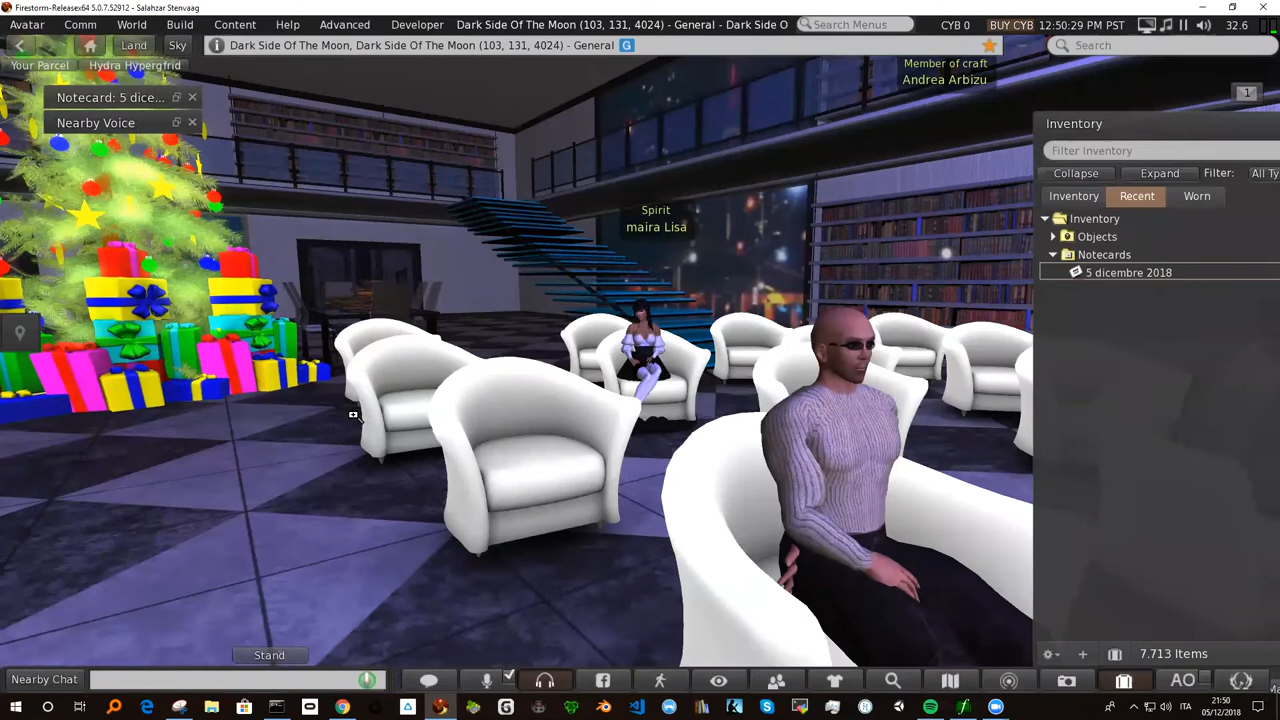 Firestorm-Releasex64 5.0.7.52912 - Salahzar Stenvaag
Avatar Comm World Build Content Help Advanced Developer Dark Side Of The Moon (103, 131, 4024) - General - Dark Side O Search Menus CYB 0 BUY CYB 12:50:29 PM PST 32.6
Land Sky Dark Side Of The Moon, Dark Side Of The Moon (103, 131, 4024) - General G Search
Your Parcel Hydra Hypergfrid
Member of craft
Andrea Arbizu
Notecard: 5 dice...
Nearby Voice
1
Inventory
Filter Inventory
Collapse Expand Filter: All Ty
Inventory Recent Worn
Inventory
Objects
Notecards
5 dicembre 2018
Spirit
maira Lisa
Stand
7.713 Items
Nearby Chat
AO
ITA
21:50
05/12/2018